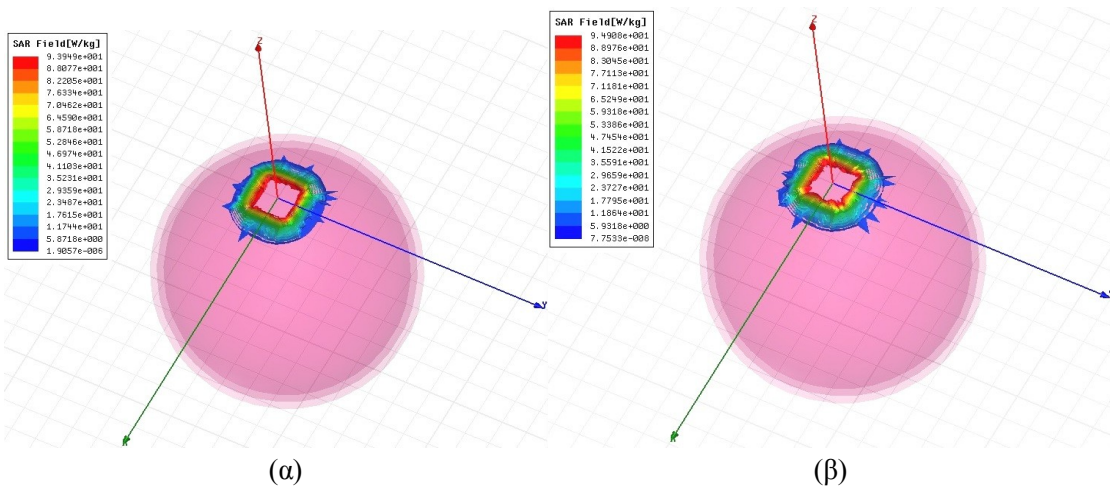 SAR Field[W/kg]
9.3949e+001
8.8077e+001
8.2205e+001
7.6334e+001
7.0462e+001
6.4590e+001
5.8718e+001
5.2846e+001
4.6974e+001
4.1103e+001
3.5231e+001
2.9359e+001
2.3487e+001
1.7615e+001
1.1744e+001
5.8718e+000
1.9057e-006
Z
Y
X
(α)
SAR Field[W/kg]
9.4908e+001
8.8976e+001
8.3045e+001
7.7113e+001
7.1181e+001
6.5249e+001
5.9318e+001
5.3386e+001
4.7454e+001
4.1522e+001
3.5591e+001
2.9659e+001
2.3727e+001
1.7795e+001
1.1864e+001
5.9318e+000
7.7533e-008
Z
X
(β)